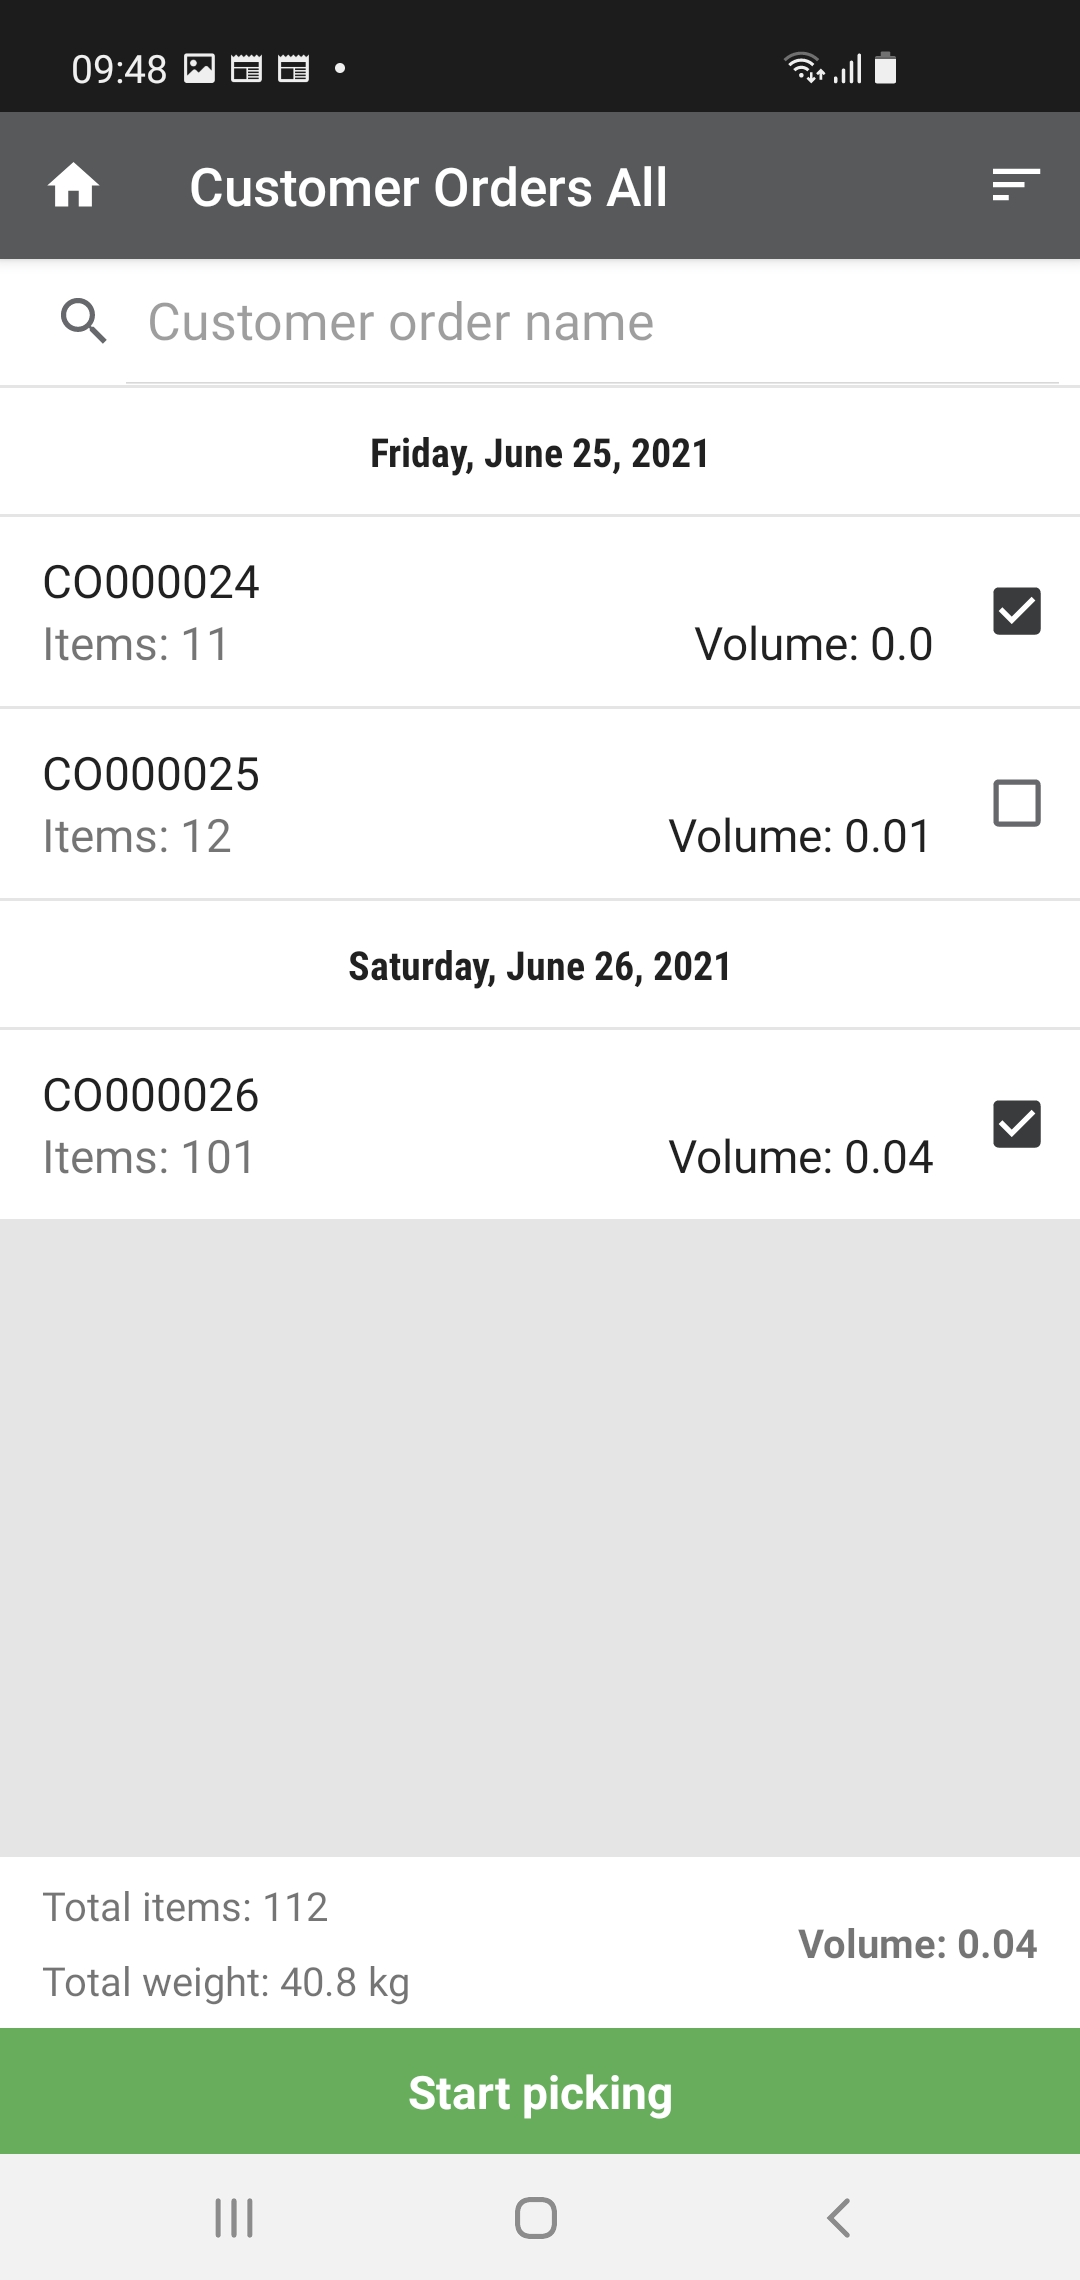 09:48
Customer Orders All
Customer order name
Friday, June 25, 2021
CO000024
Items: 11 Volume: 0.0
CO000025
Items: 12 Volume: 0.01
Saturday, June 26, 2021
CO000026
Items: 101 Volume: 0.04
Total items: 112
Volume: 0.04
Total weight: 40.8 kg
Start picking